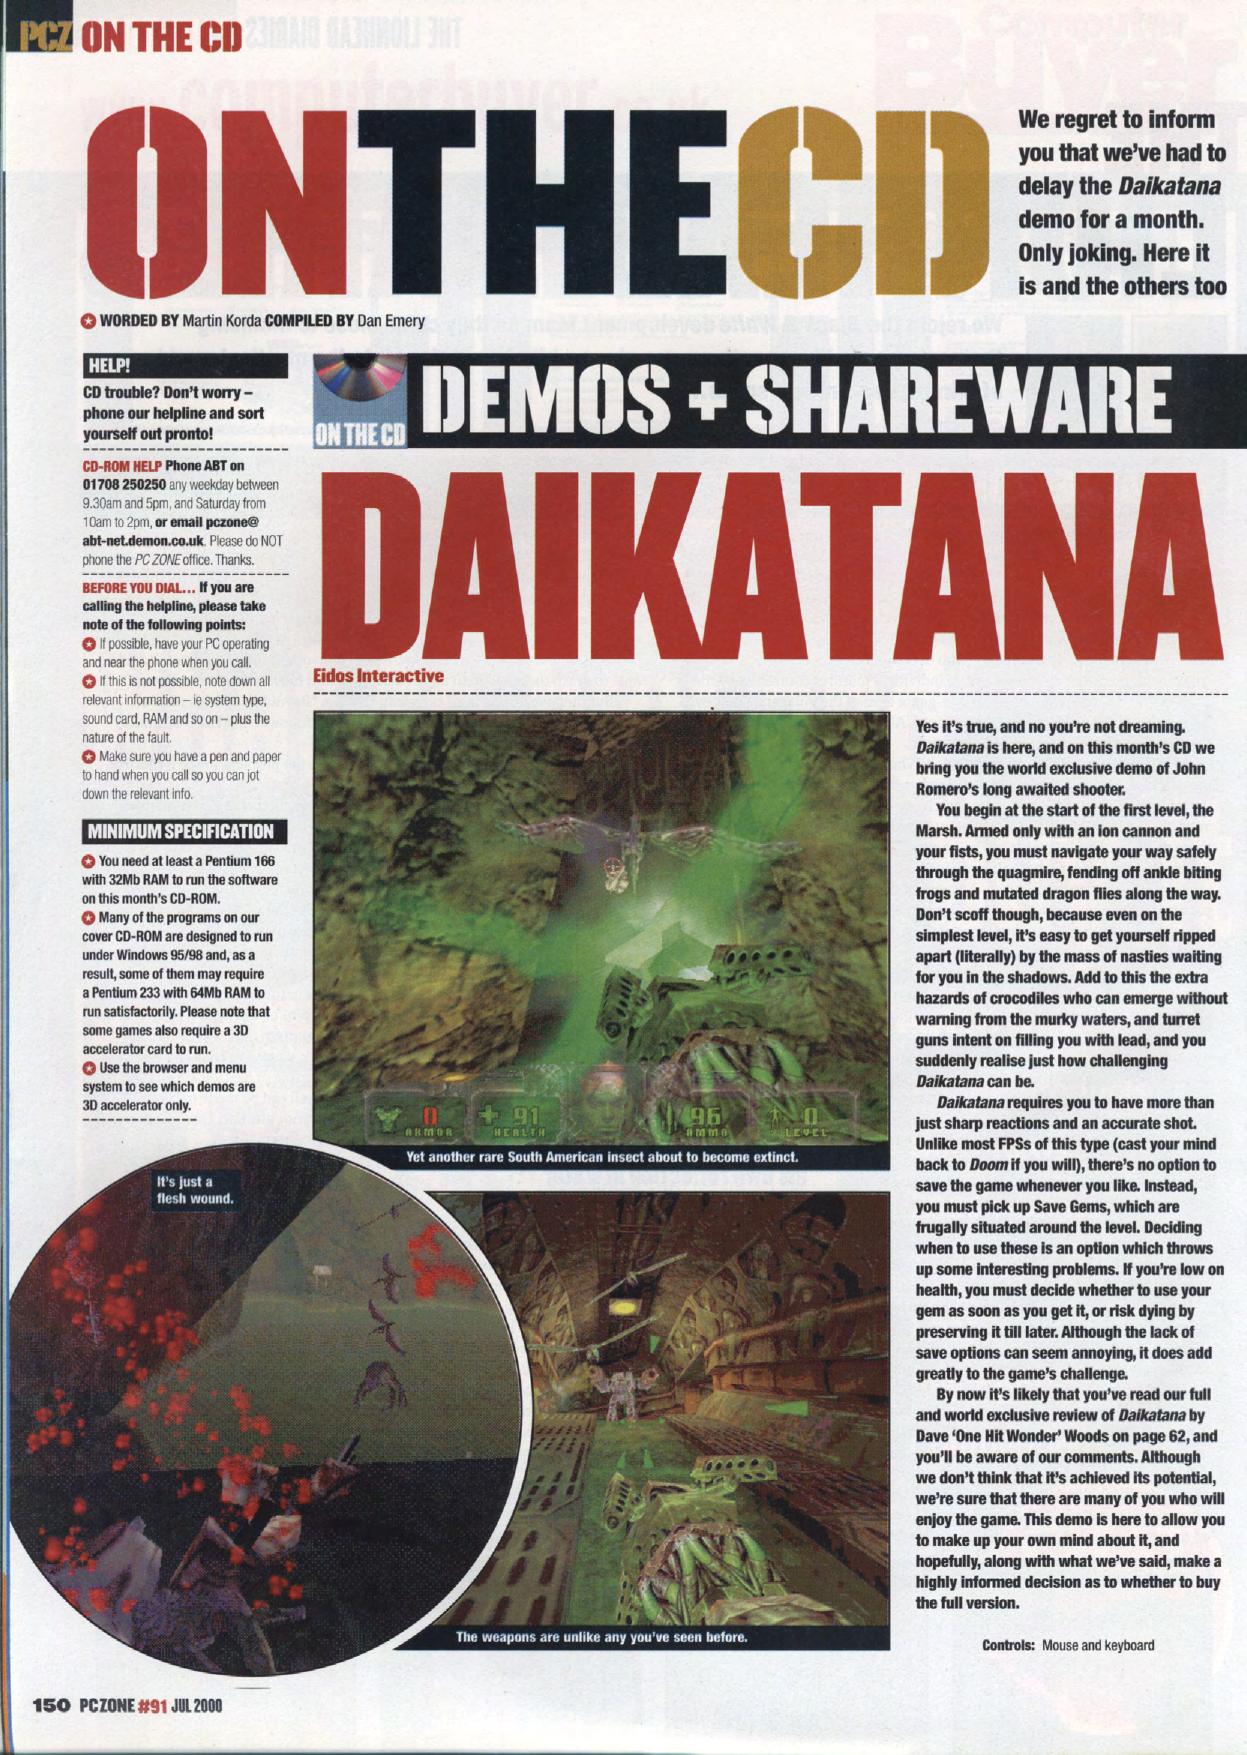 PCZ ON THE CD
ON THE CD
We regret to inform
you that we've had to
delay the Daikatana
demo for a month.
Only joking. Here it
is and the others too
WORDED BY Martin Korda COMPILED BY Dan Emery
HELP!
CD trouble? Don't worry –
phone our helpline and sort
yourself out pronto!
CD-ROM HELP Phone ABT on
01708 250250 any weekday between
9.30am and 5pm, and Saturday from
10am to 2pm, or email pczone@
abt-net.demon.co.uk. Please do NOT
phone the PC ZONE office. Thanks.
BEFORE YOU DIAL... If you are
calling the helpline, please take
note of the following points:
If possible, have your PC operating
and near the phone when you call.
If this is not possible, note down all
relevant information – ie system type,
sound card, RAM and so on – plus the
nature of the fault.
Make sure you have a pen and paper
to hand when you call so you can jot
down the relevant info.
MINIMUM SPECIFICATION
You need at least a Pentium 166
with 32Mb RAM to run the software
on this month's CD-ROM.
Many of the programs on our
cover CD-ROM are designed to run
under Windows 95/98 and, as a
result, some of them may require
a Pentium 233 with 64Mb RAM to
run satisfactorily. Please note that
some games also require a 3D
accelerator card to run.
Use the browser and menu
system to see which demos are
3D accelerator only.
ON THE CD
DEMOS + SHAREWARE
DAIKATANA
Eidos Interactive
0 ARMOR
91 HEALTH
96 AMMO
0 LEVEL
Yet another rare South American insect about to become extinct.
It's just a
flesh wound.
The weapons are unlike any you've seen before.
Yes it's true, and no you're not dreaming.
Daikatana is here, and on this month's CD we
bring you the world exclusive demo of John
Romero's long awaited shooter.
You begin at the start of the first level, the
Marsh. Armed only with an ion cannon and
your fists, you must navigate your way safely
through the quagmire, fending off ankle biting
frogs and mutated dragon flies along the way.
Don't scoff though, because even on the
simplest level, it's easy to get yourself ripped
apart (literally) by the mass of nasties waiting
for you in the shadows. Add to this the extra
hazards of crocodiles who can emerge without
warning from the murky waters, and turret
guns intent on filling you with lead, and you
suddenly realise just how challenging
Daikatana can be.
Daikatana requires you to have more than
just sharp reactions and an accurate shot.
Unlike most FPSs of this type (cast your mind
back to Doom if you will), there's no option to
save the game whenever you like. Instead,
you must pick up Save Gems, which are
frugally situated around the level. Deciding
when to use these is an option which throws
up some interesting problems. If you're low on
health, you must decide whether to use your
gem as soon as you get it, or risk dying by
preserving it till later. Although the lack of
save options can seem annoying, it does add
greatly to the game's challenge.
By now it's likely that you've read our full
and world exclusive review of Daikatana by
Dave 'One Hit Wonder' Woods on page 62, and
you'll be aware of our comments. Although
we don't think that it's achieved its potential,
we're sure that there are many of you who will
enjoy the game. This demo is here to allow you
to make up your own mind about it, and
hopefully, along with what we've said, make a
highly informed decision as to whether to buy
the full version.
Controls: Mouse and keyboard
150 PCZONE #91 JUL 2000